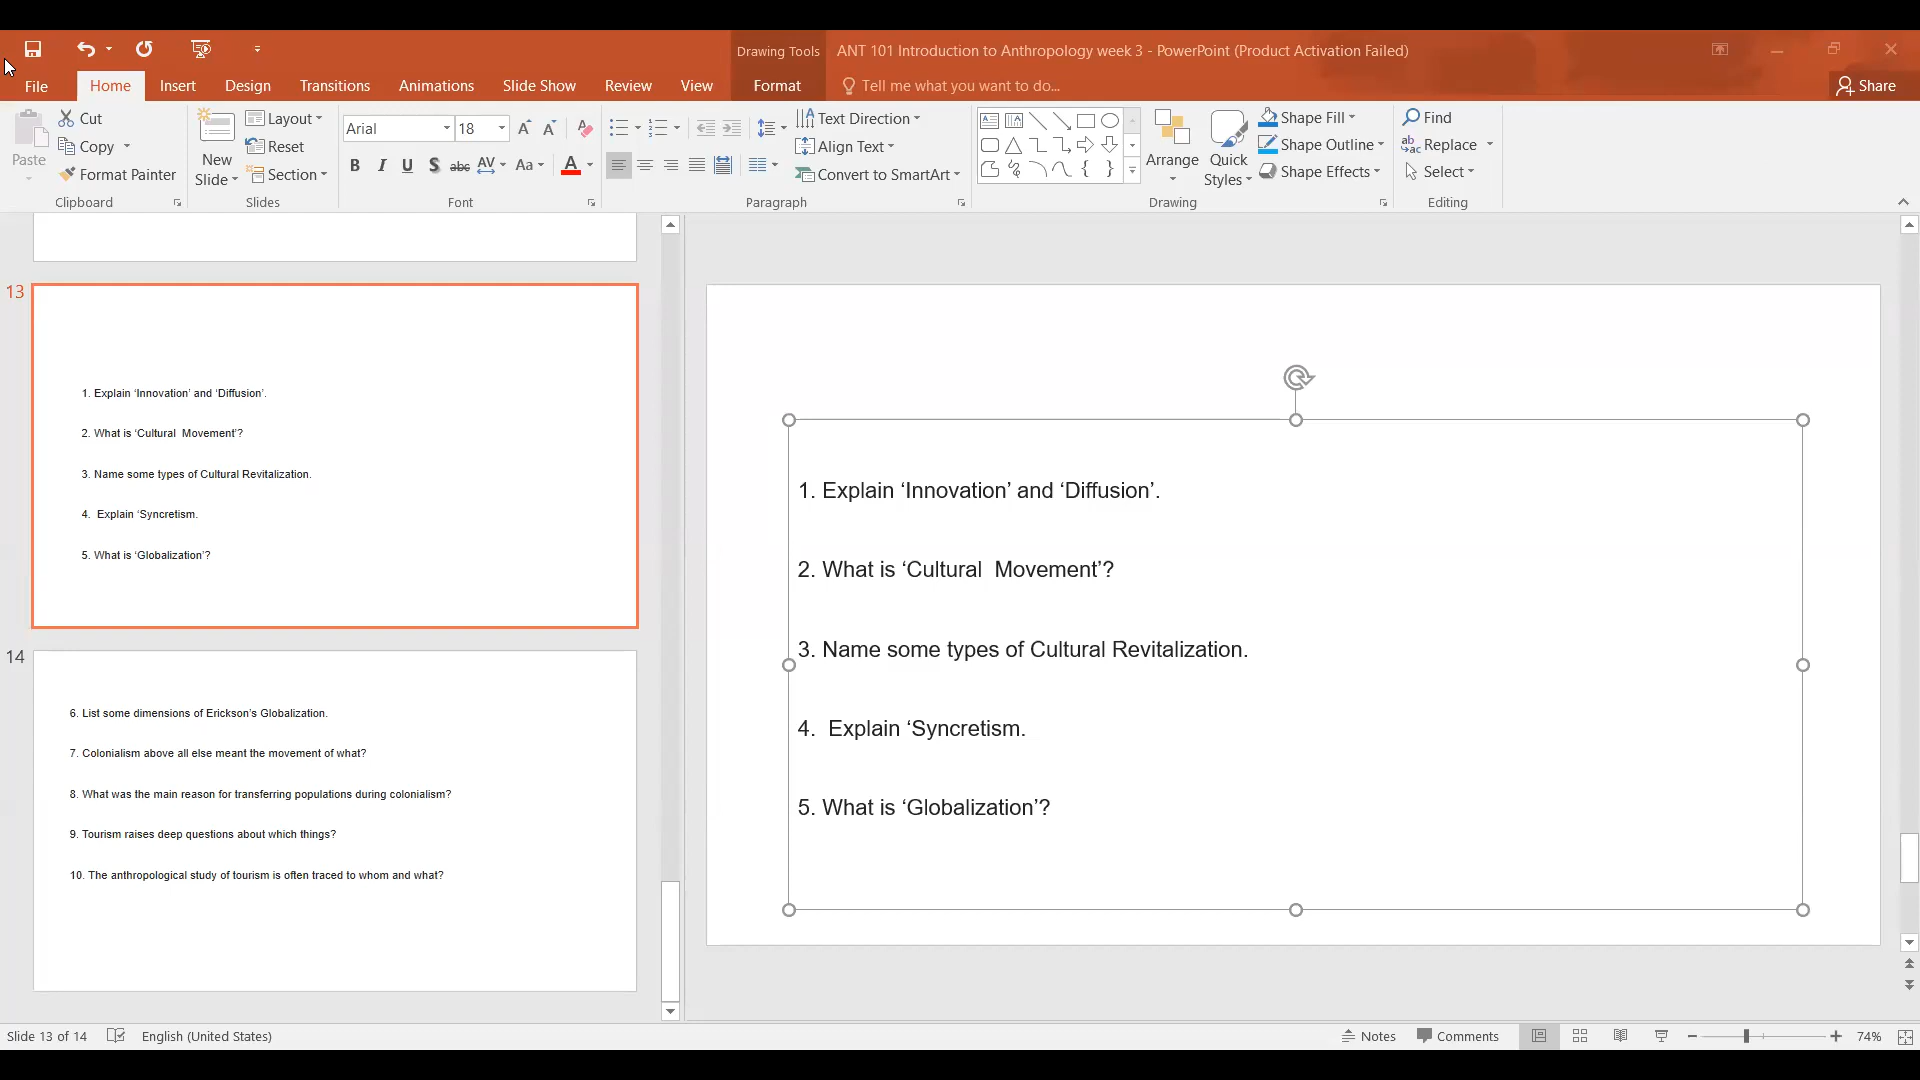 Drawing Tools
ANT 101 Introduction to Anthropology week 3 - PowerPoint (Product Activation Failed)
File Home Insert Design Transitions Animations Slide Show Review View Format Tell me what you want to do... Share
Paste
Cut
Copy
Format Painter
Clipboard
New
Slide
Layout
Reset
Section
Slides
Arial 18
B I U S abc AV Aa A
Font
Text Direction
Align Text
Convert to SmartArt
Paragraph
Arrange
Quick
Styles
Shape Fill
Shape Outline
Shape Effects
Drawing
Find
Replace
Select
Editing
13
1. Explain ‘Innovation’ and ‘Diffusion’.
2. What is ‘Cultural  Movement’?
3. Name some types of Cultural Revitalization.
4.  Explain ‘Syncretism.
5. What is ‘Globalization’?
14
6. List some dimensions of Erickson’s Globalization.
7. Colonialism above all else meant the movement of what?
8. What was the main reason for transferring populations during colonialism?
9. Tourism raises deep questions about which things?
10. The anthropological study of tourism is often traced to whom and what?
1. Explain ‘Innovation’ and ‘Diffusion’.
2. What is ‘Cultural  Movement’?
3. Name some types of Cultural Revitalization.
4.  Explain ‘Syncretism.
5. What is ‘Globalization’?
Slide 13 of 14 English (United States) Notes Comments 74%